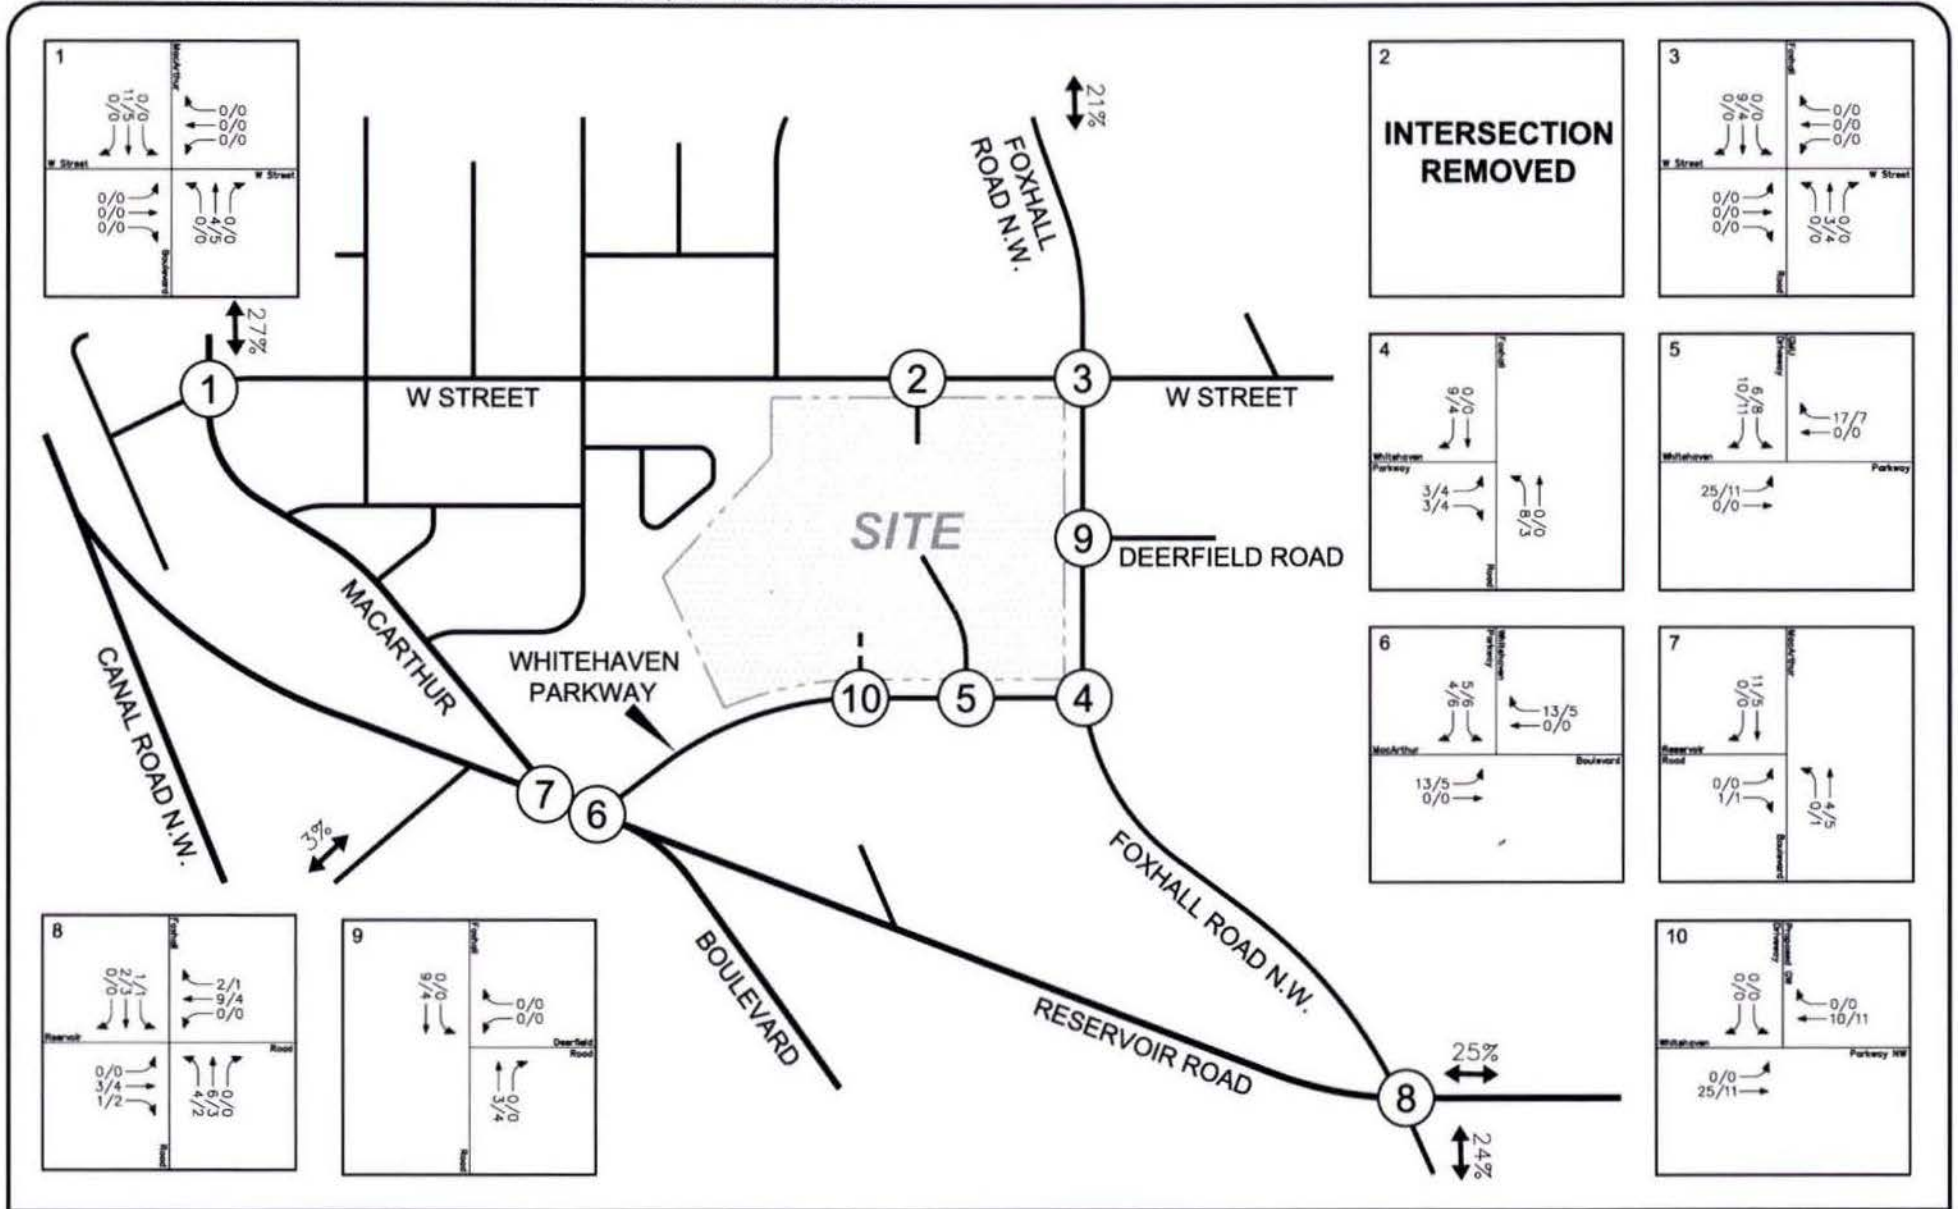 1
MacArthur
0/0
11/5
0/0
0/0
0/0
0/0
W Street
W Street
0/0
0/0
0/0
0/0
4/5
0/0
Boulevard
27%
21%
FOXHALL
ROAD N.W.
2
INTERSECTION
REMOVED
3
Foxhall
0/0
9/4
0/0
0/0
0/0
0/0
W Street
W Street
0/0
0/0
0/0
0/0
3/4
0/0
Road
1
W STREET
2
3
W STREET
SITE
9
DEERFIELD ROAD
4
Foxhall
0/0
9/4
Whitehaven
Parkway
3/4
3/4
0/0
8/3
Road
5
GWU
Driveway
6/8
10/11
17/7
0/0
Whitehaven
Parkway
25/11
0/0
MACARTHUR
WHITEHAVEN
PARKWAY
10
5
4
CANAL ROAD N.W.
7
6
3%
FOXHALL ROAD N.W.
BOULEVARD
RESERVOIR ROAD
6
Whitehaven
Parkway
5/6
4/6
13/5
0/0
MacArthur
Boulevard
13/5
0/0
7
MacArthur
11/5
0/0
Reservoir
Road
0/0
1/1
4/5
0/1
Boulevard
8
Foxhall
1/1
2/3
0/0
2/1
9/4
0/0
Reservoir
Road
0/0
3/4
1/2
0/0
6/3
4/2
Road
9
Foxhall
0/0
9/4
0/0
0/0
Deerfield
Road
0/0
3/4
Road
25%
8
24%
10
Proposed GW
Driveway
0/0
0/0
0/0
10/11
Whitehaven
Parkway NW
0/0
25/11